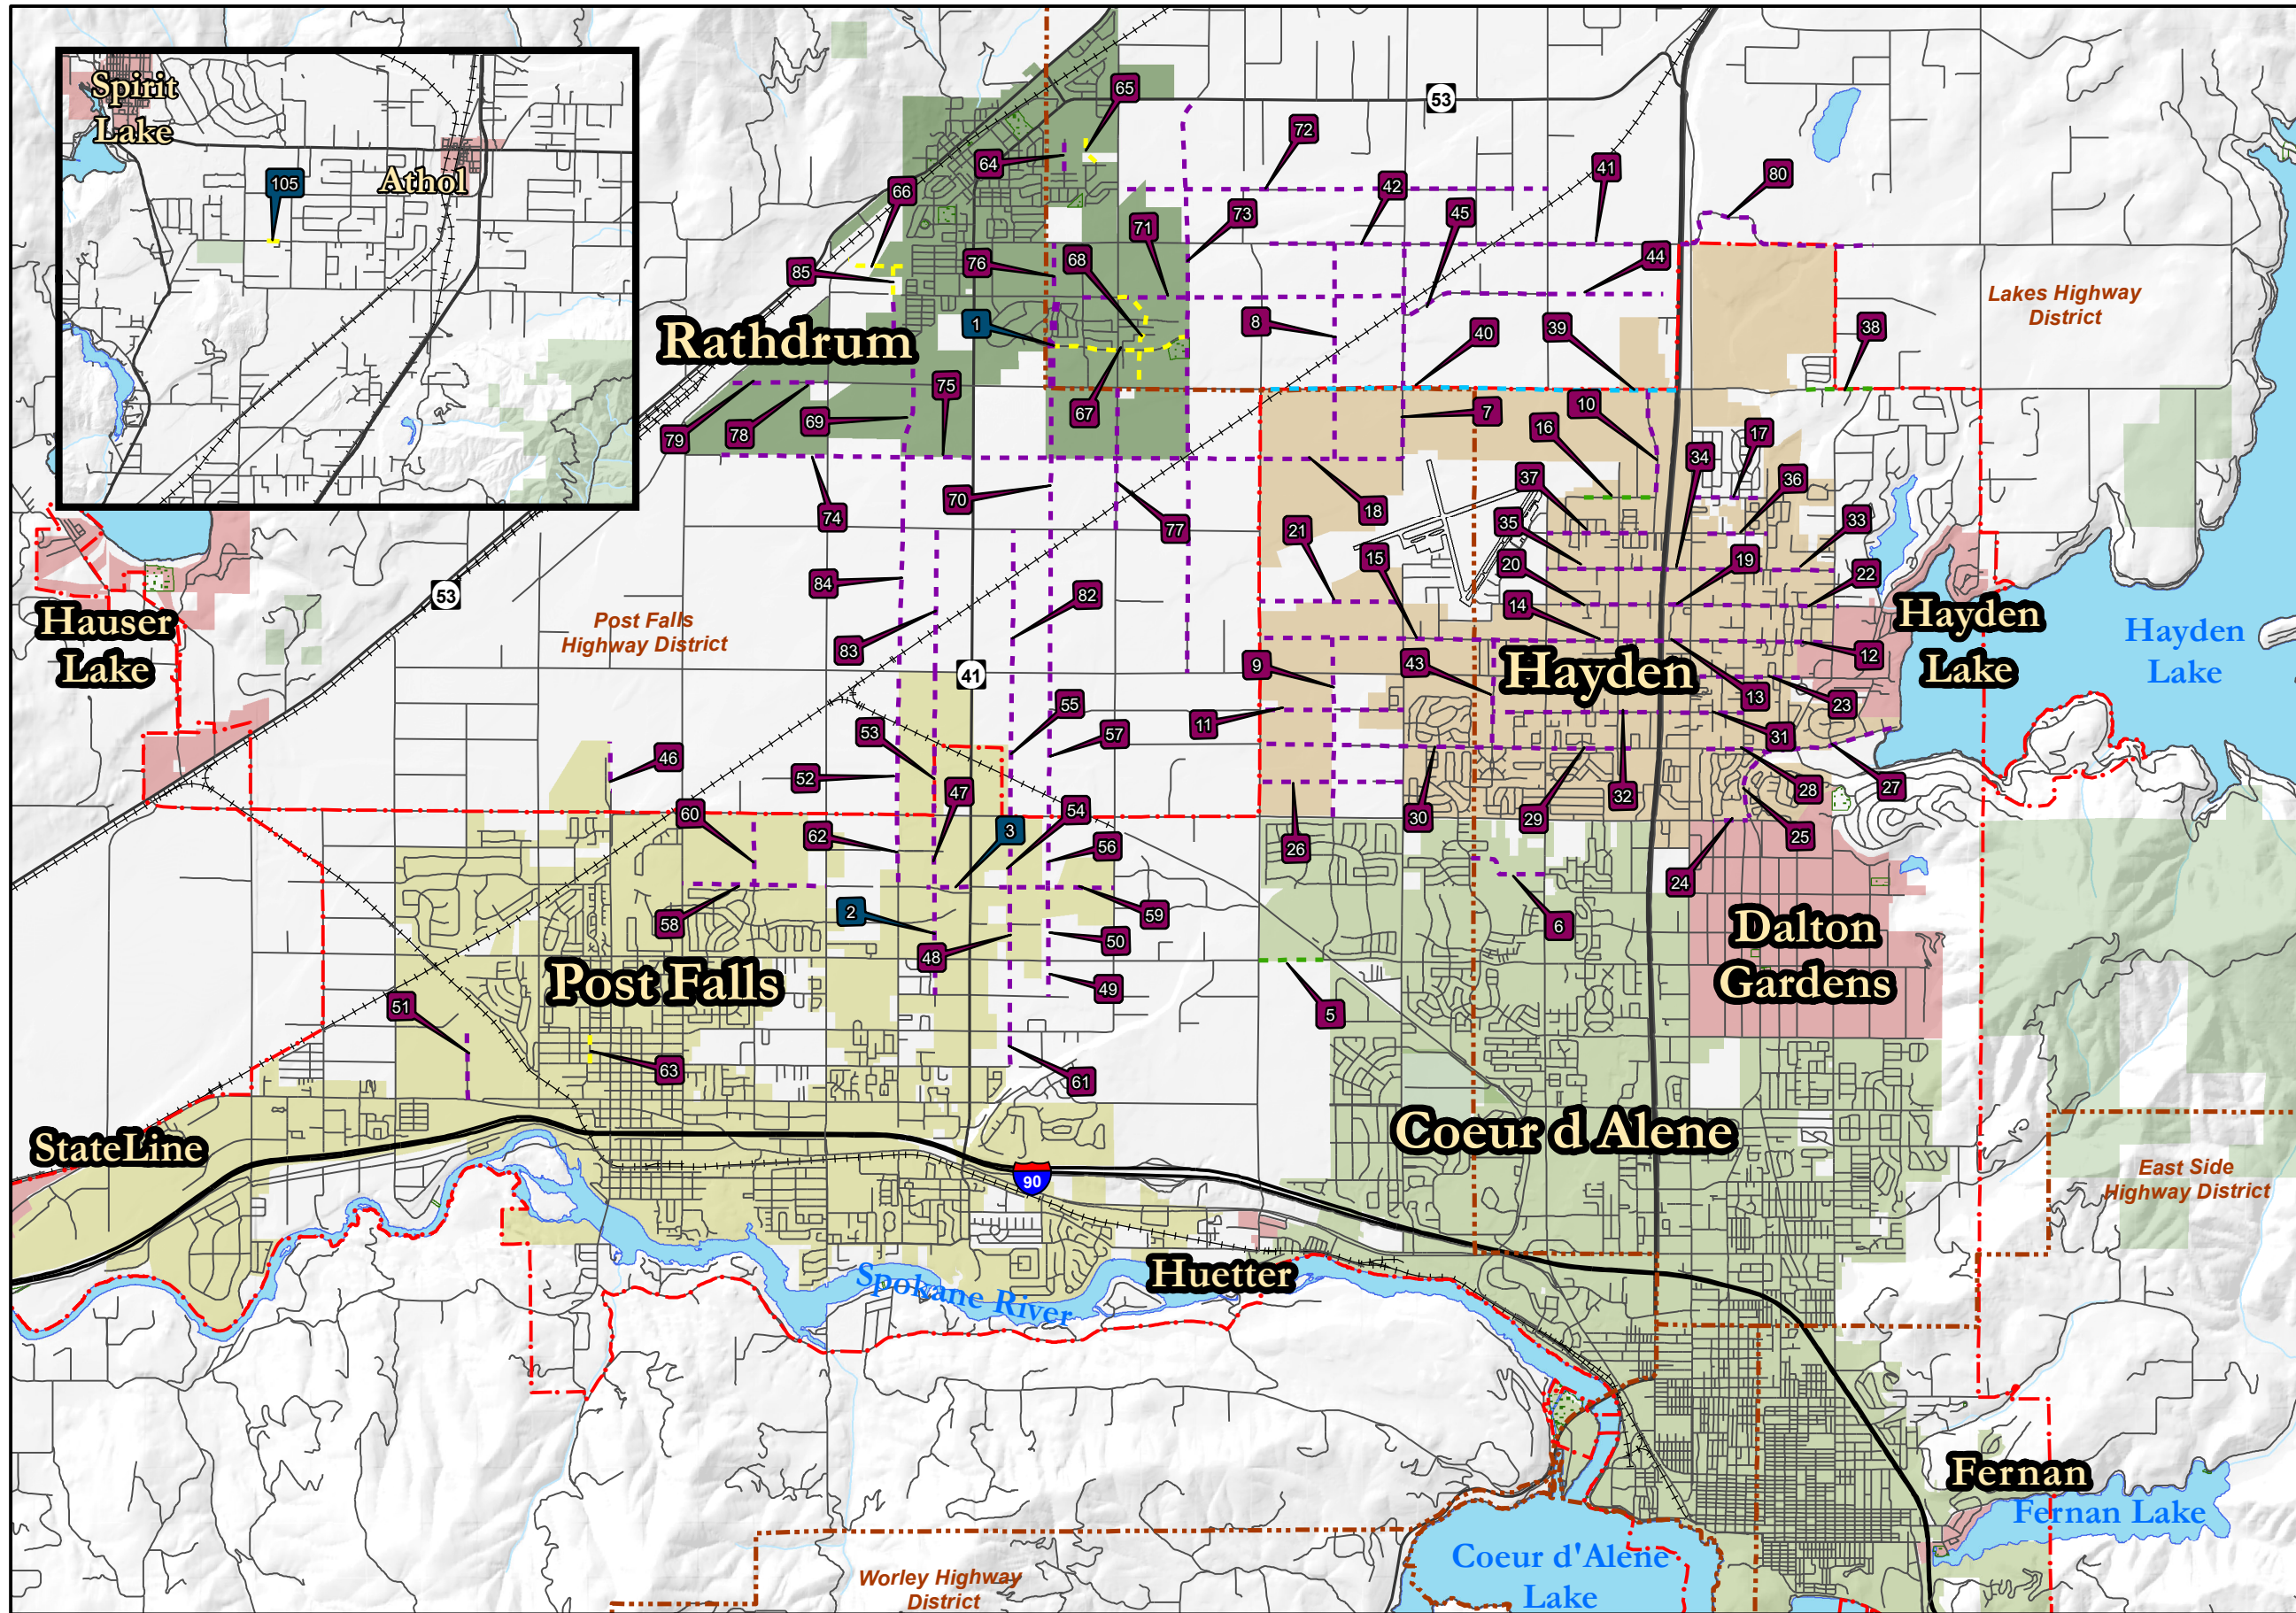 65
53
72
64
Spirit
Lake
41
80
105
Athol
66
42
73
45
71
44
76
68
85
Lakes Highway
District
1
8
40
39
38
Rathdrum
75
10
67
7
69
16
79
78
17
34
37
36
70
18
74
35
33
77
21
15
20
19
22
84
53
82
14
Hauser
Lake
Post Falls
Highway District
Hayden
Lake
Hayden
Lake
83
12
9
43
41
Hayden
13
55
23
11
53
57
31
46
52
47
27
28
32
60
54
30
29
3
62
25
56
26
24
2
59
58
6
Dalton
Gardens
50
48
Post Falls
49
51
5
63
61
Coeur d Alene
StateLine
90
East Side
Highway District
Huetter
Spokane River
Fernan
Fernan Lake
Coeur d'Alene
Lake
Worley Highway
District